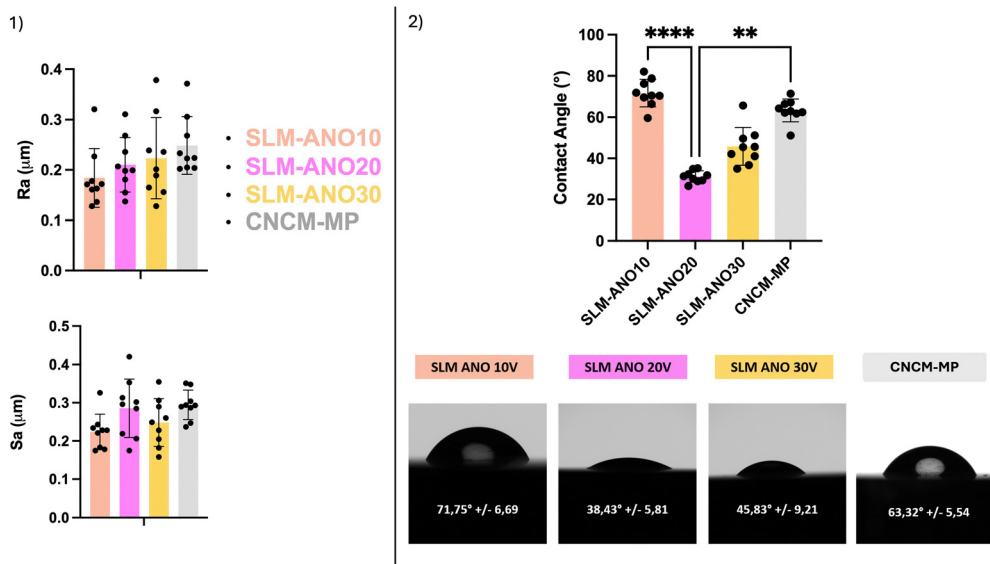 1)
Ra (μm)
0.4
0.3
0.2
0.1
0.0
SLM-ANO10
SLM-ANO20
SLM-ANO30
CNCM-MP
Sa (μm)
0.5
0.4
0.3
0.2
0.1
0.0
2)
Contact Angle (°)
100
80
60
40
20
0
**** **
SLM-ANO10
SLM-ANO20
SLM-ANO30
CNCM-MP
SLM ANO 10V
SLM ANO 20V
SLM ANO 30V
CNCM-MP
71,75° +/- 6,69
38,43° +/- 5,81
45,83° +/- 9,21
63,32° +/- 5,54